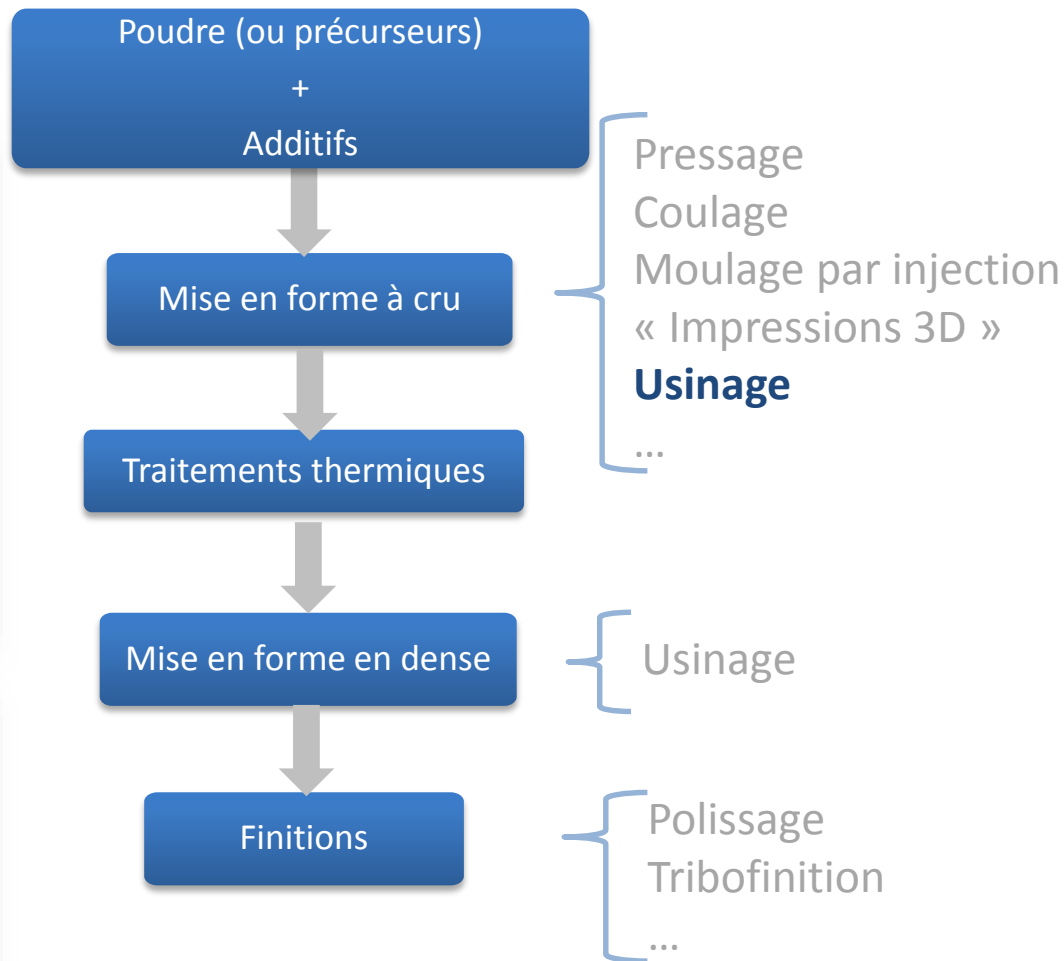 Poudre (ou précurseurs)
+
Additifs
Mise en forme à cru
Pressage
Coulage
Moulage par injection
« Impressions 3D »
Usinage
...
Traitements thermiques
Mise en forme en dense
Usinage
Finitions
Polissage
Tribofinition
...